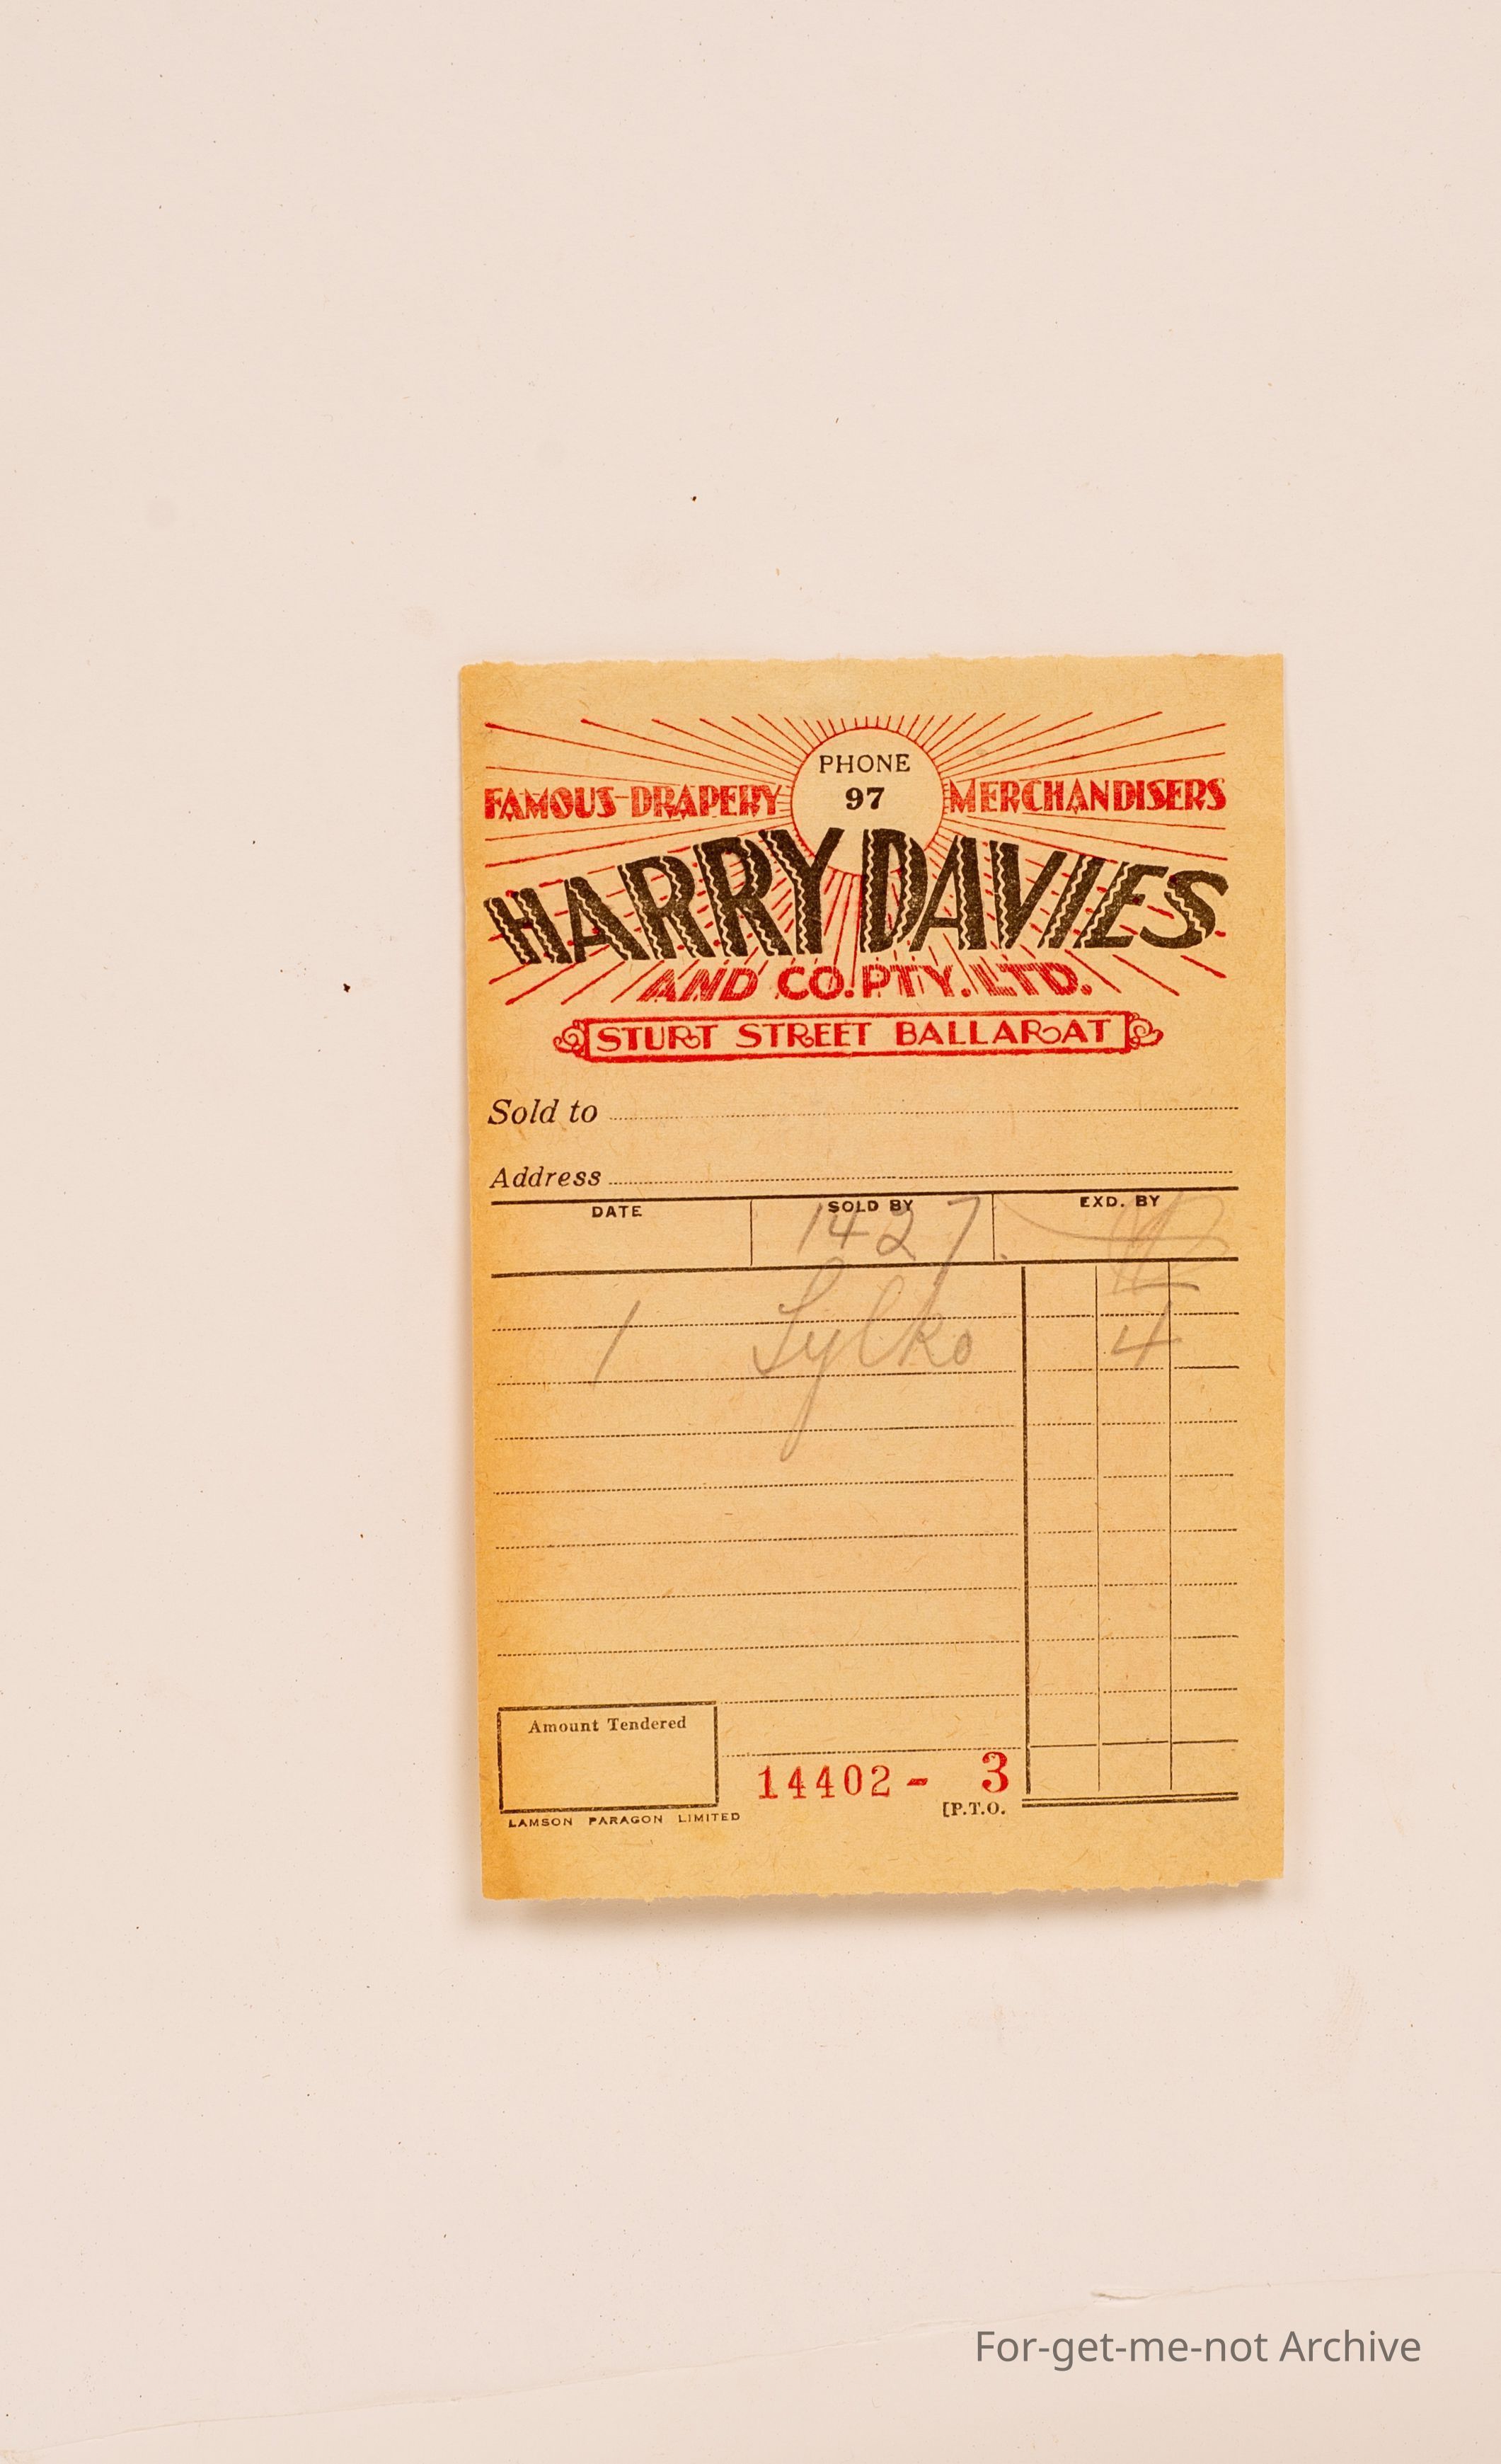 PHONE
97
FAMOUS DRAPERY MERCHANDISERS
HARRY DAVIES
AND CO. PTY. LTD.
STURT STREET BALLARAT
Sold to
Address
DATE SOLD BY EXD. BY
1427.
1 Sylko 4
Amount Tendered
14402 - 3
[P.T.O.
LAMSON PARAGON LIMITED
For-get-me-not Archive